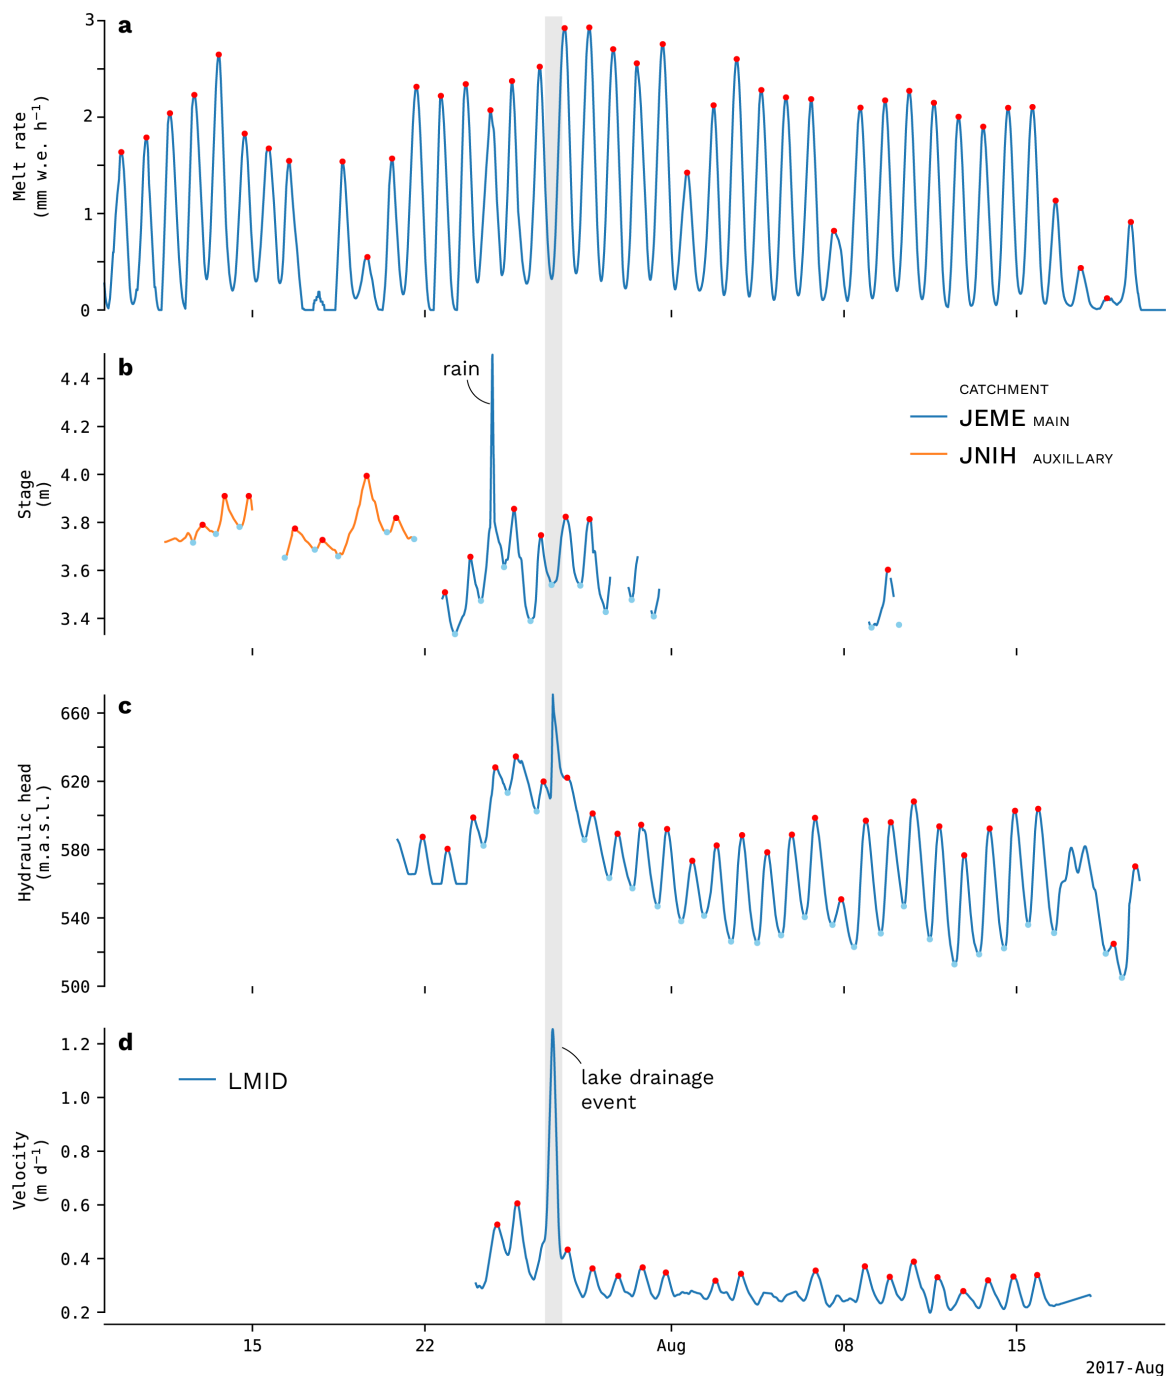 a
3
2
1
0
Melt rate
(mm w.e. h⁻¹)
b
rain
4.4
4.2
4.0
3.8
3.6
3.4
Stage
(m)
CATCHMENT
JEME MAIN
JNIH AUXILLARY
c
660
620
580
540
500
Hydraulic head
(m.a.s.l.)
d
1.2
1.0
0.8
0.6
0.4
0.2
Velocity
(m d⁻¹)
LMID
lake drainage
event
15 22 Aug 08 15
2017-Aug